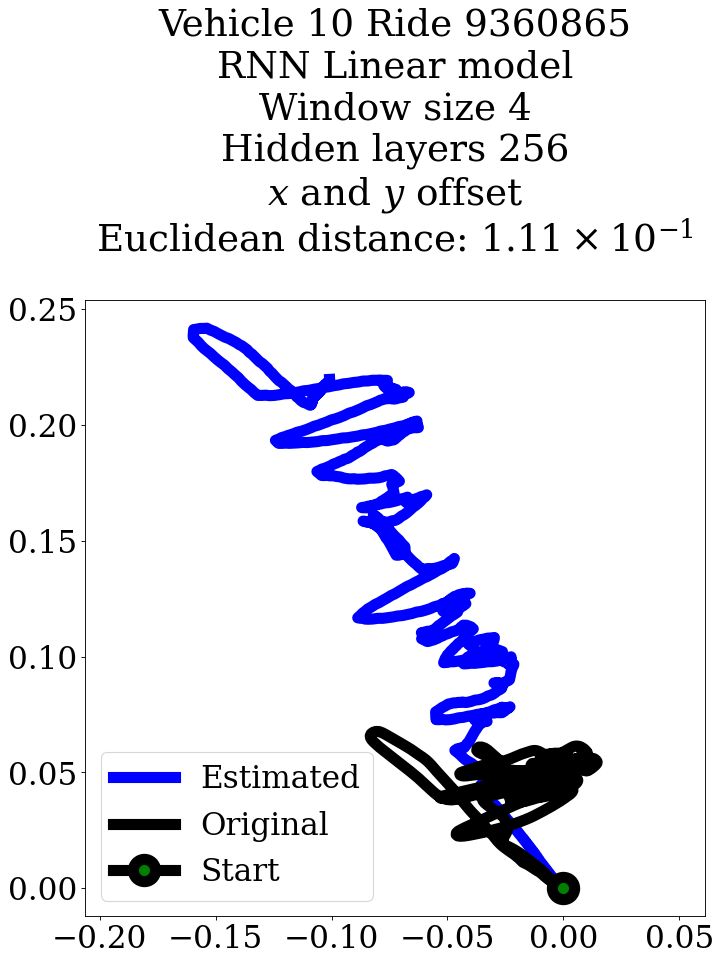 Vehicle 10 Ride 9360865
RNN Linear model
Window size 4
Hidden layers 256
x and y offset
Euclidean distance: 1.11 × 10⁻¹
0.25
0.20
0.15
0.10
0.05
0.00
Estimated
Original
Start
−0.20 −0.15 −0.10 −0.05 0.00 0.05